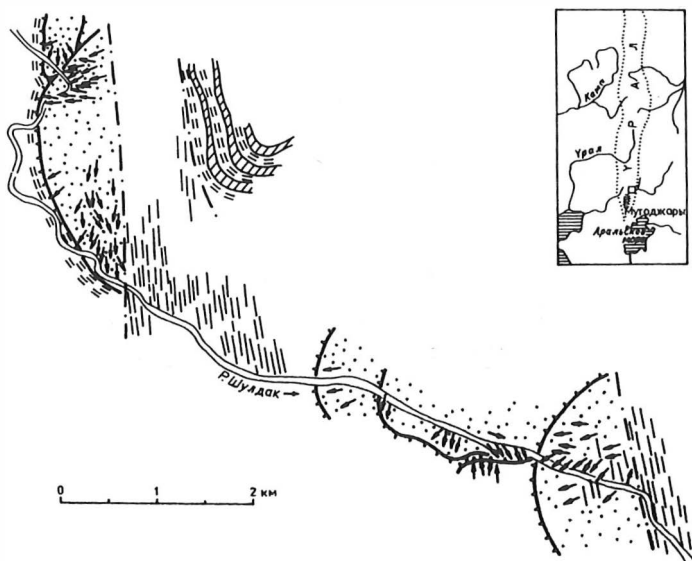 Кама
У Р А Л
Урал
Мугоджары
Аральское
море
Р. Шулдак
0 1 2 км